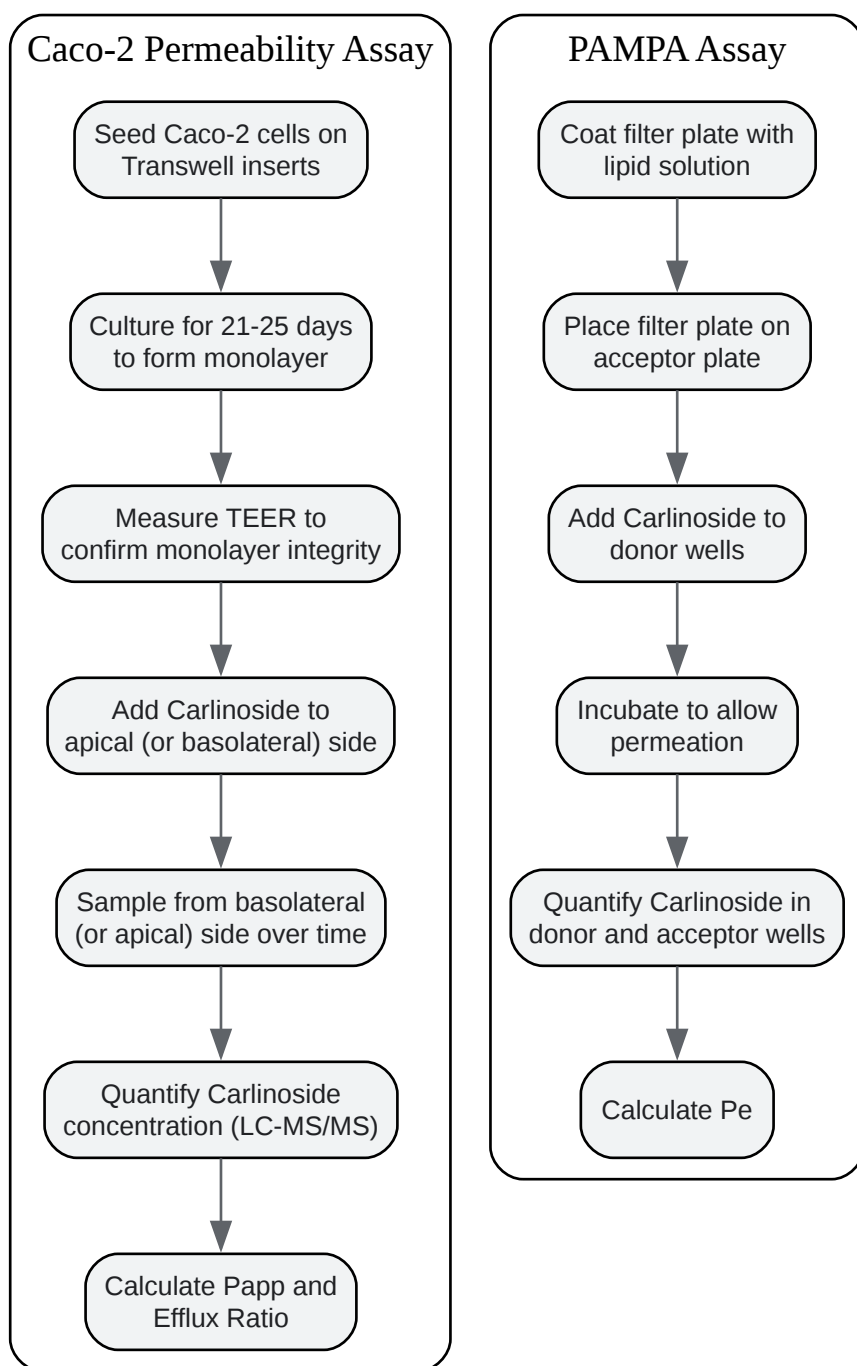 Caco-2 Permeability Assay
Seed Caco-2 cells on
Transwell inserts
Culture for 21-25 days
to form monolayer
Measure TEER to
confirm monolayer integrity
Add Carlinoside to
apical (or basolateral) side
Sample from basolateral
(or apical) side over time
Quantify Carlinoside
concentration (LC-MS/MS)
Calculate Papp and
Efflux Ratio
PAMPA Assay
Coat filter plate with
lipid solution
Place filter plate on
acceptor plate
Add Carlinoside to
donor wells
Incubate to allow
permeation
Quantify Carlinoside in
donor and acceptor wells
Calculate Pe